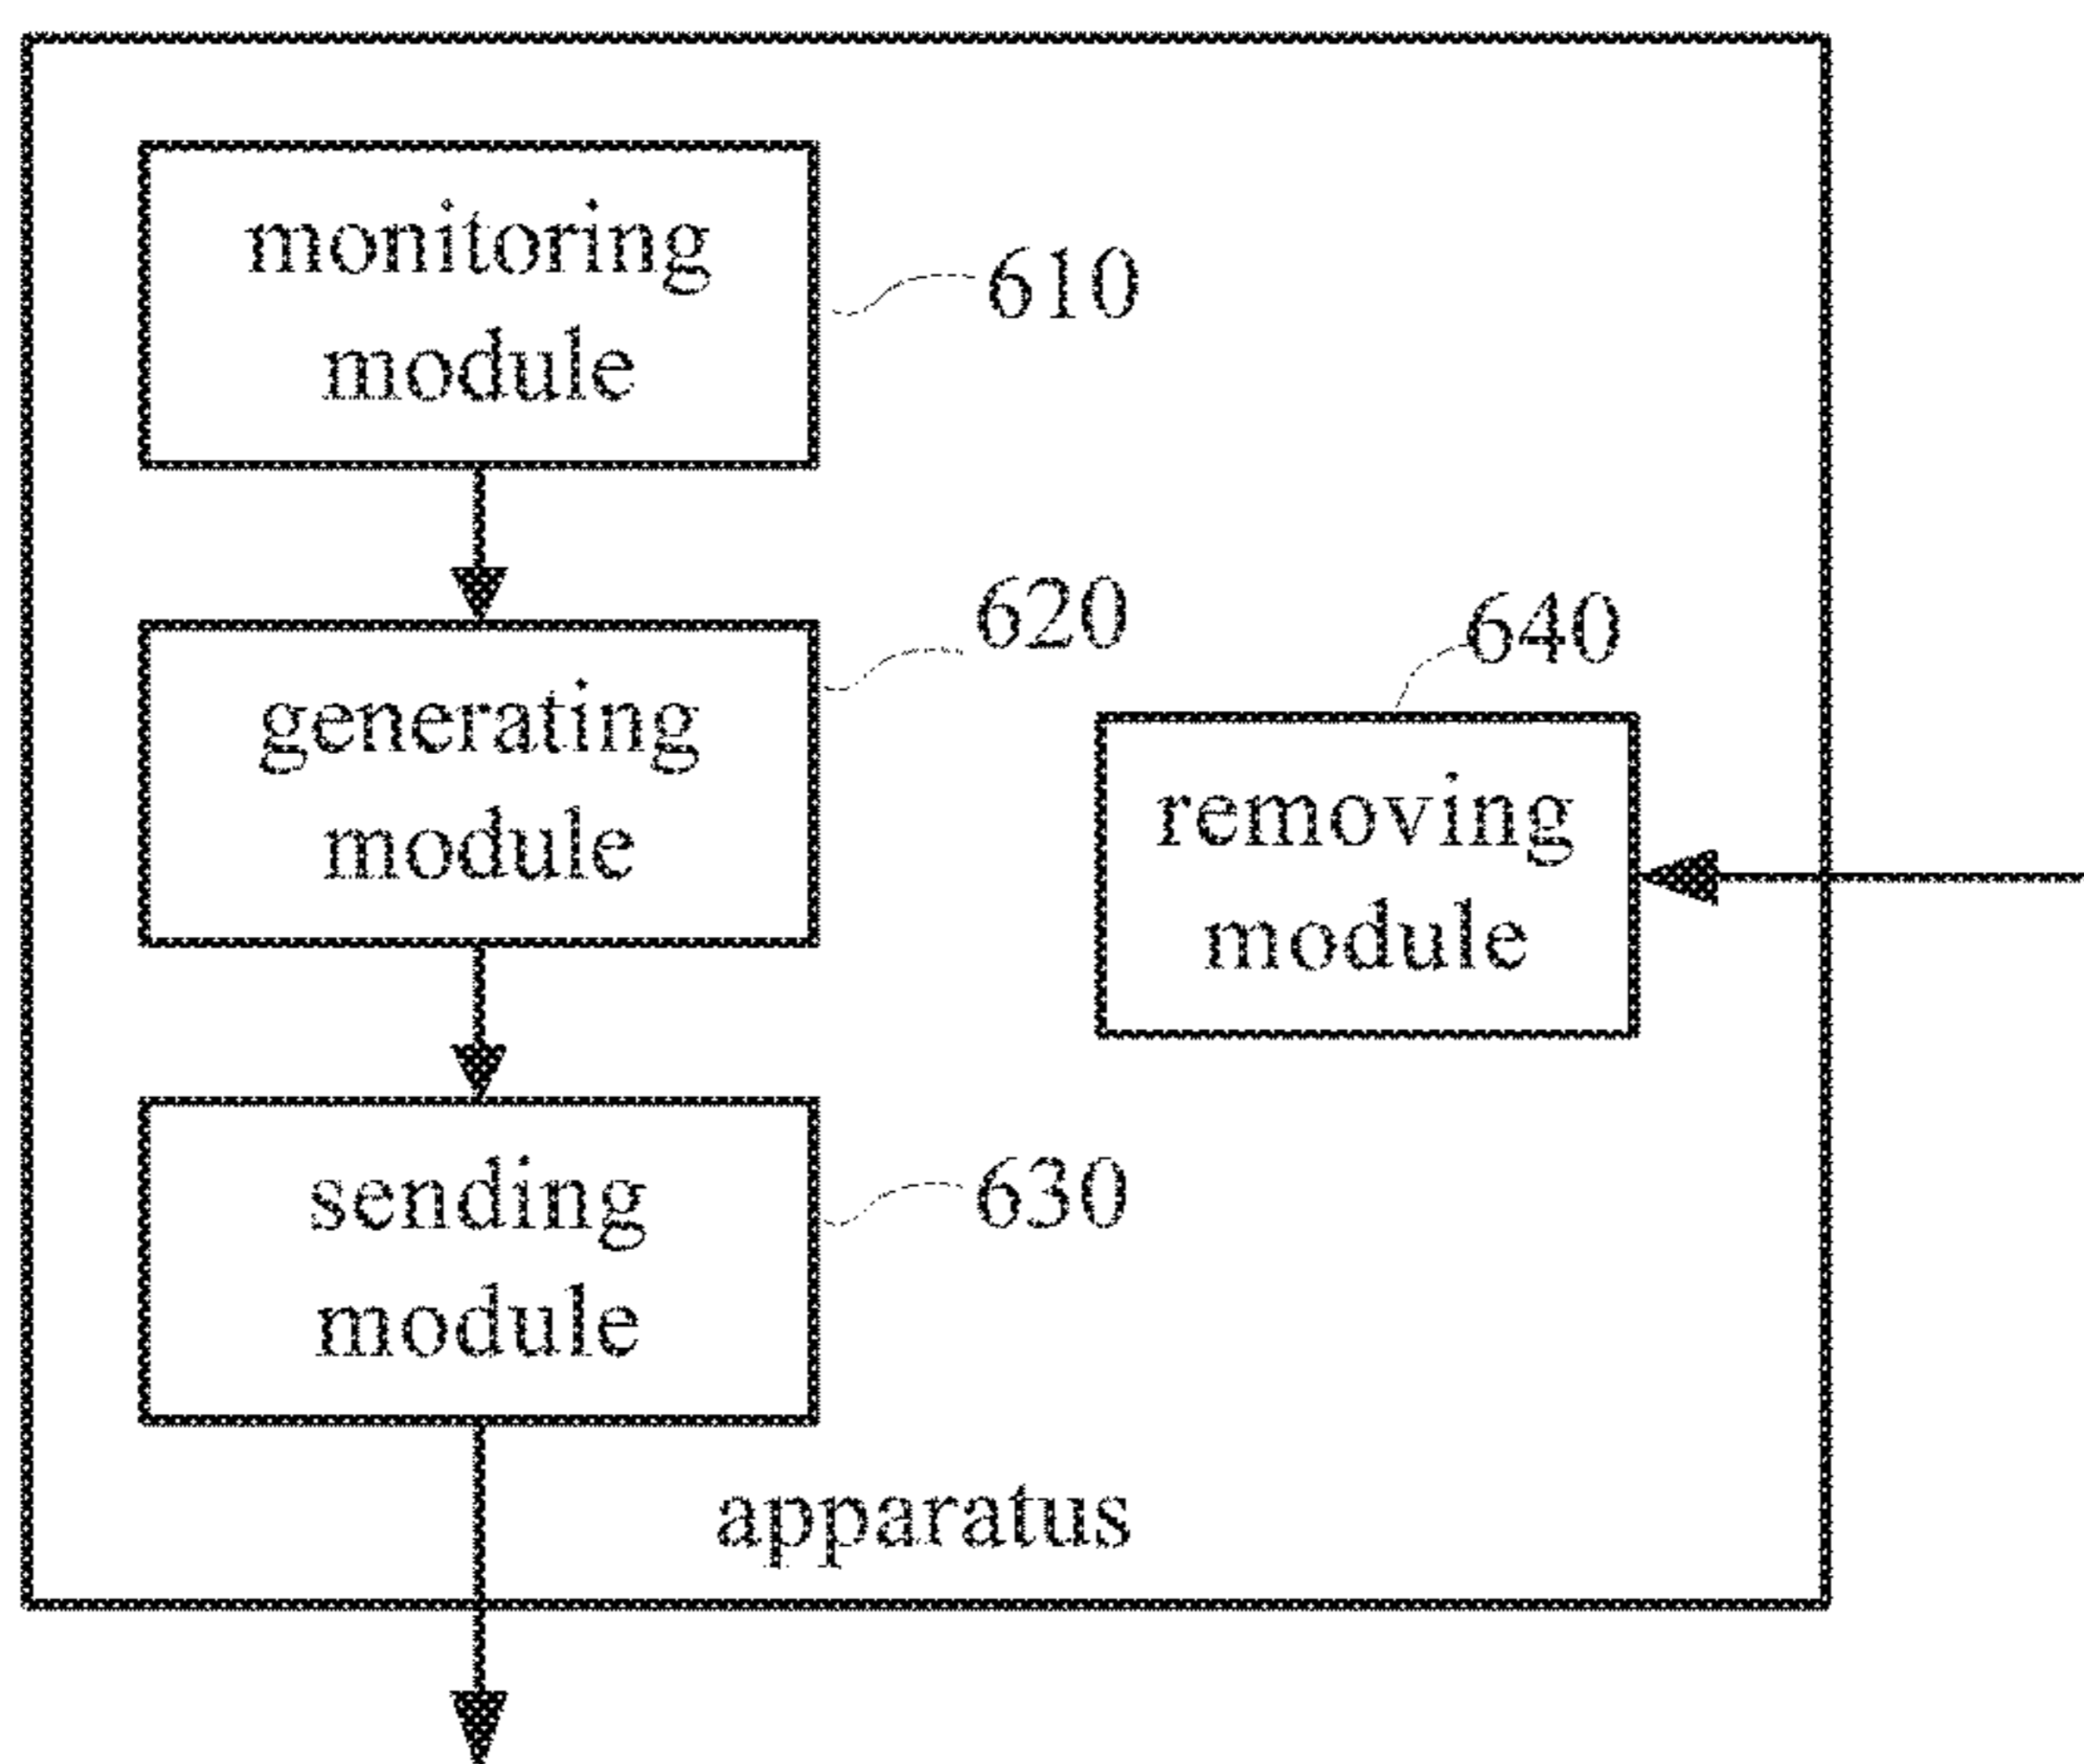 monitoring
module
610
generating
module
620
removing
module
640
sending
module
630
apparatus